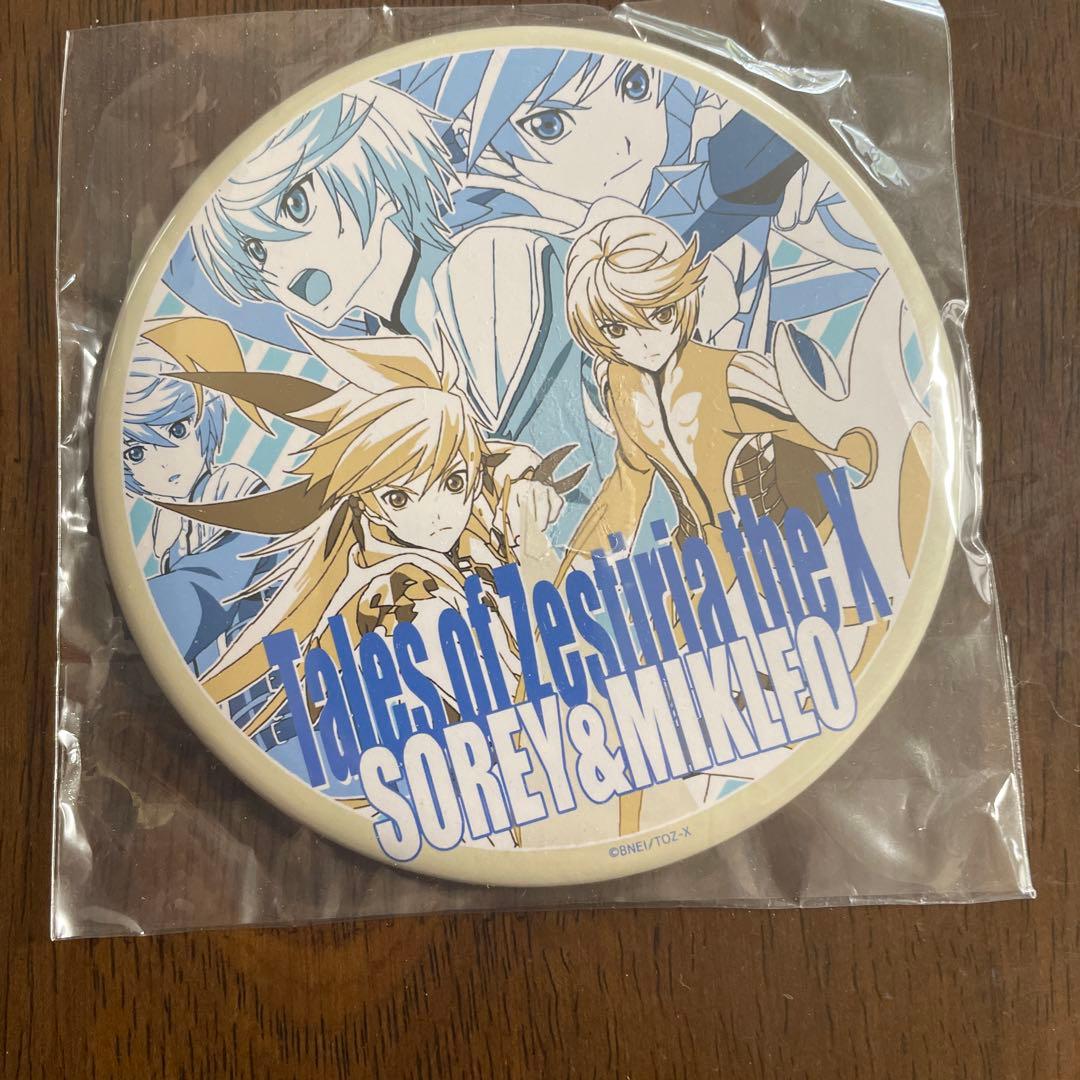 Tales of Zestiria the X
SOREY&MIKLEO
©BNEI/TOZ-X